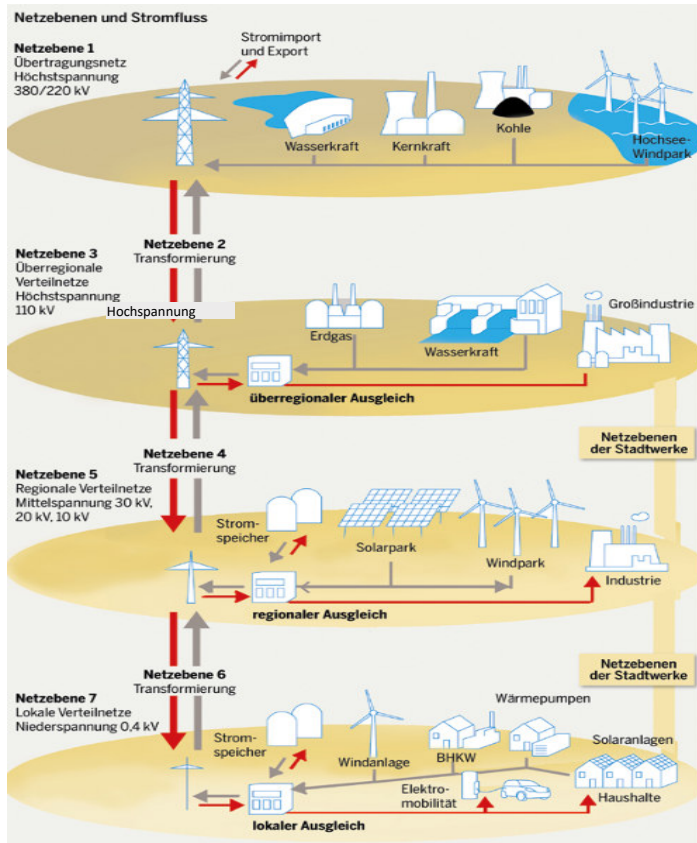 Netzebenen und Stromfluss
Netzebene 1
Übertragungsnetz
Höchstspannung
380/220 kV
Stromimport
und Export
Wasserkraft
Kernkraft
Kohle
Hochsee-
Windpark
Netzebene 2
Transformierung
Netzebene 3
Überregionale
Verteilnetze
Höchstspannung
110 kV
Hochspannung
Erdgas
Wasserkraft
Großindustrie
überregionaler Ausgleich
Netzebene 4
Transformierung
Netzebenen
der Stadtwerke
Netzebene 5
Regionale Verteilnetze
Mittelspannung 30 kV,
20 kV, 10 kV
Strom-
speicher
Solarpark
Windpark
Industrie
regionaler Ausgleich
Netzebene 6
Transformierung
Netzebenen
der Stadtwerke
Netzebene 7
Lokale Verteilnetze
Niederspannung 0,4 kV
Strom-
speicher
Windanlage
BHKW
Wärmepumpen
Solaranlagen
Elektro-
mobilität
Haushalte
lokaler Ausgleich